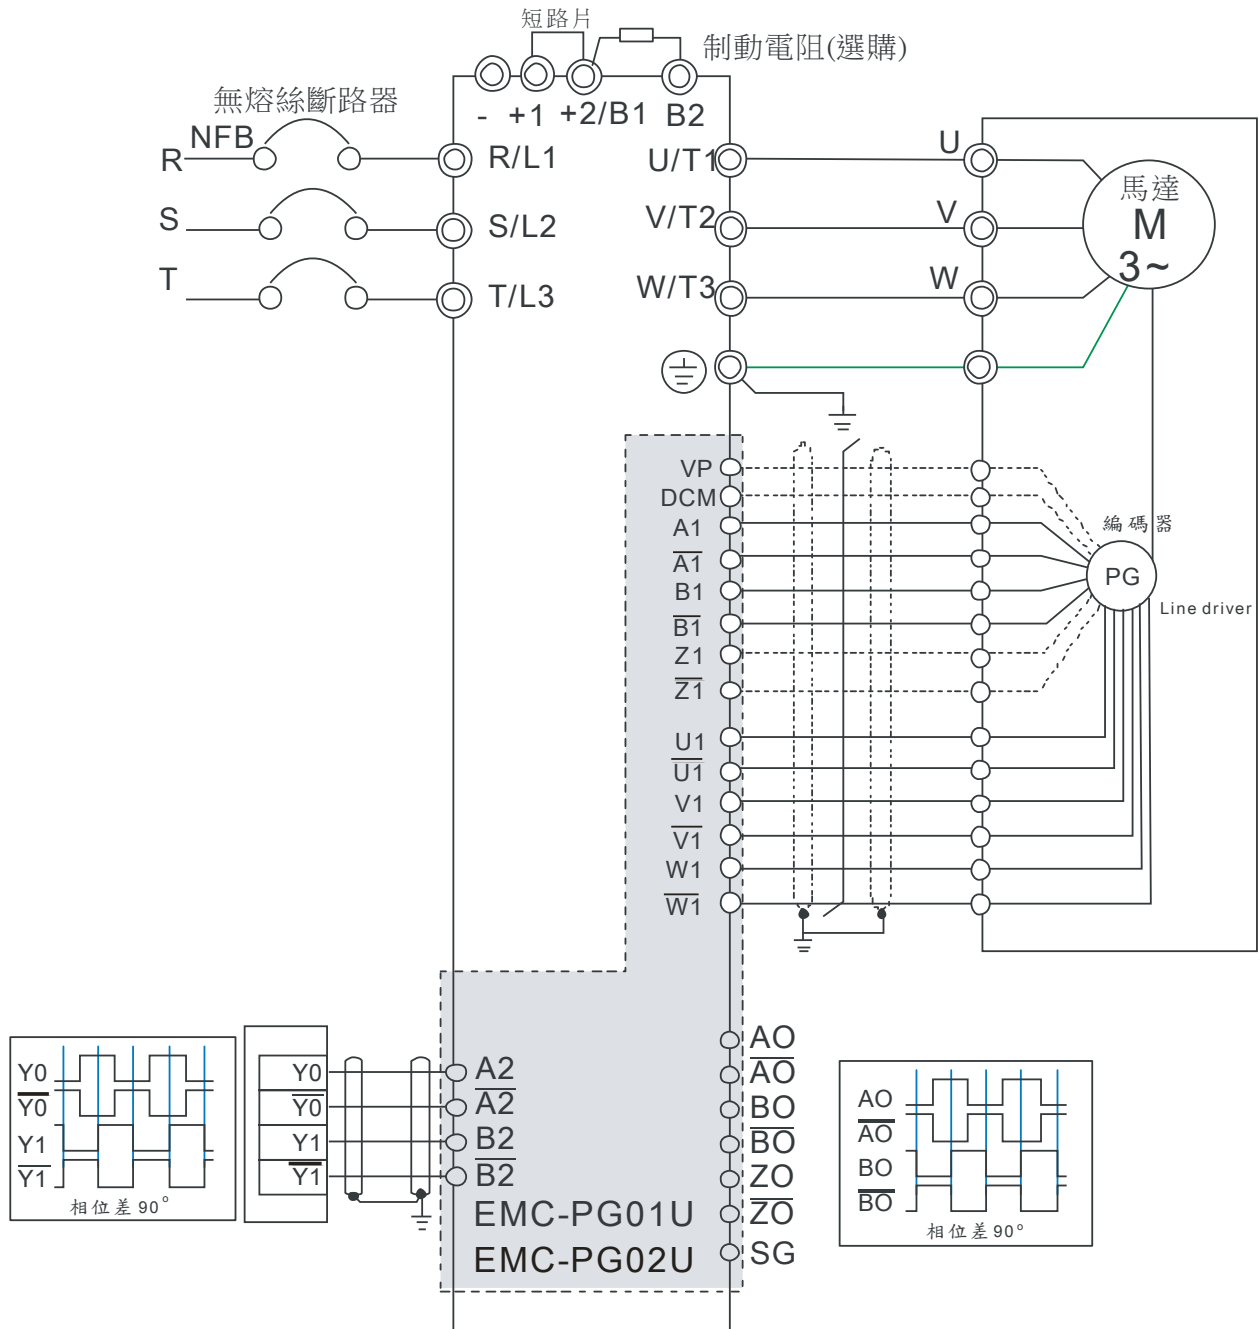 短路片
制動電阻(選購)
無熔絲斷路器
- +1 +2/B1 B2
NFB
R
R/L1
U/T1
U
S
S/L2
V/T2
V
T
T/L3
W/T3
W
馬達
M
3~
VP
DCM
A1
A1̅
B1
B1̅
Z1
Z1̅
U1
U1̅
V1
V1̅
W1
W1̅
編碼器
PG
Line driver
Y0
Y0̅
Y1
Y1̅
相位差90°
Y0
Y0̅
Y1
Y1̅
A2
A2̅
B2
B2̅
EMC-PG01U
EMC-PG02U
AO
AO̅
BO
BO̅
ZO
ZO̅
SG
AO
AO̅
BO
BO̅
相位差90°